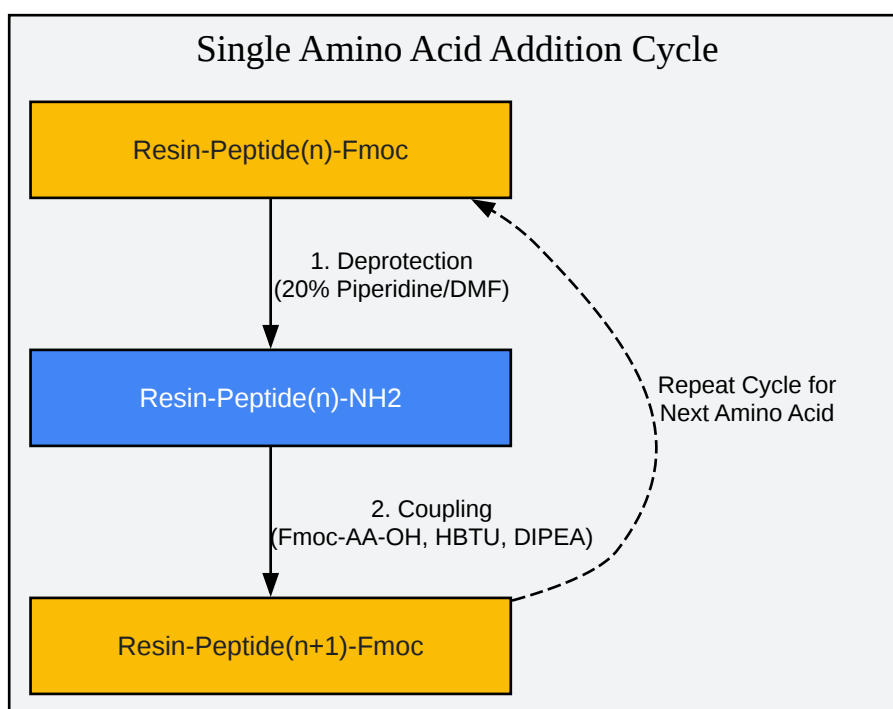 Single Amino Acid Addition Cycle
Resin-Peptide(n)-Fmoc
1. Deprotection
(20% Piperidine/DMF)
Resin-Peptide(n)-NH2
Repeat Cycle for
Next Amino Acid
2. Coupling
(Fmoc-AA-OH, HBTU, DIPEA)
Resin-Peptide(n+1)-Fmoc